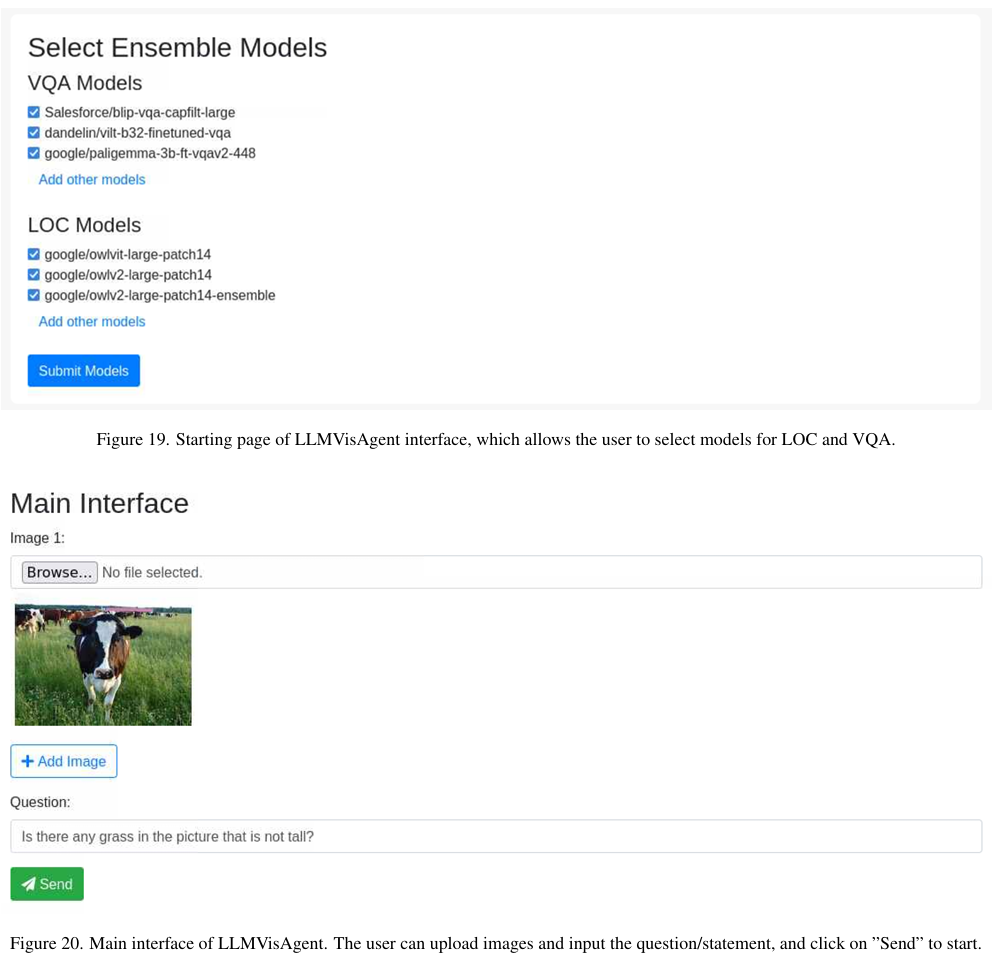 Select Ensemble Models
VQA Models
Salesforce/blip-vqa-capfilt-large
dandelin/vilt-b32-finetuned-vqa
google/paligemma-3b-ft-vqav2-448
Add other models
LOC Models
google/owlvit-large-patch14
google/owlv2-large-patch14
google/owlv2-large-patch14-ensemble
Add other models
Submit Models
Figure 19. Starting page of LLMVisAgent interface, which allows the user to select models for LOC and VQA.
Main Interface
Image 1:
Browse... No file selected.
Add Image
Question:
Is there any grass in the picture that is not tall?
Send
Figure 20. Main interface of LLMVisAgent. The user can upload images and input the question/statement, and click on ”Send” to start.